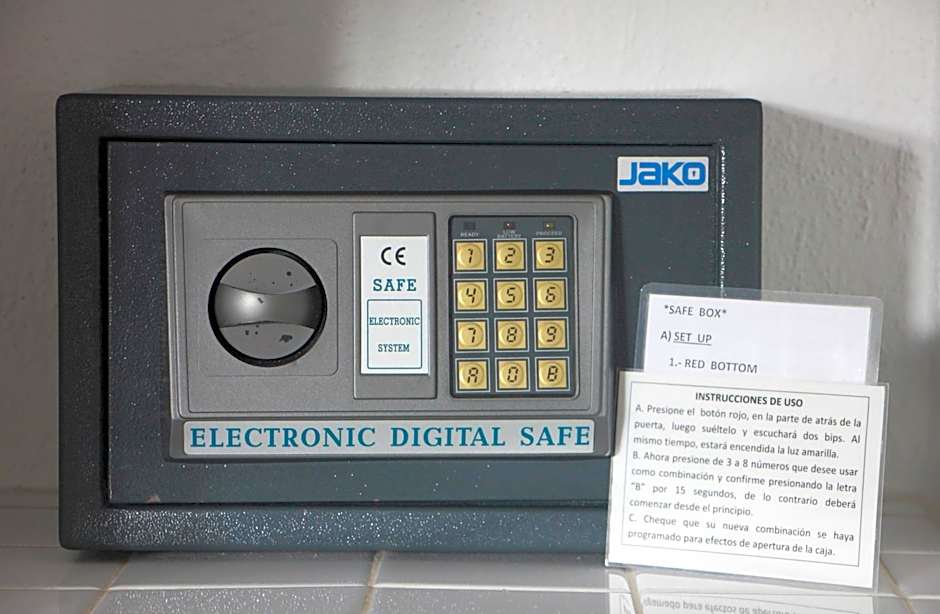 JAKO
READY LOW BATTERY PROCEED
CE
SAFE
ELECTRONIC
SYSTEM
1 2 3
4 5 6
7 8 9
A 0 B
ELECTRONIC DIGITAL SAFE
*SAFE BOX*
A) SET UP
1.- RED BOTTOM
INSTRUCCIONES DE USO
A. Presione el botón rojo, en la parte de atrás de la
puerta, luego suéltelo y escuchará dos bips. Al
mismo tiempo, estará encendida la luz amarilla.
B. Ahora presione de 3 a 8 números que desee usar
como combinación y confirme presionando la letra
"B" por 15 segundos, de lo contrario deberá
comenzar desde el principio.
C. Cheque que su nueva combinación se haya
programado para efectos de apertura de la caja.